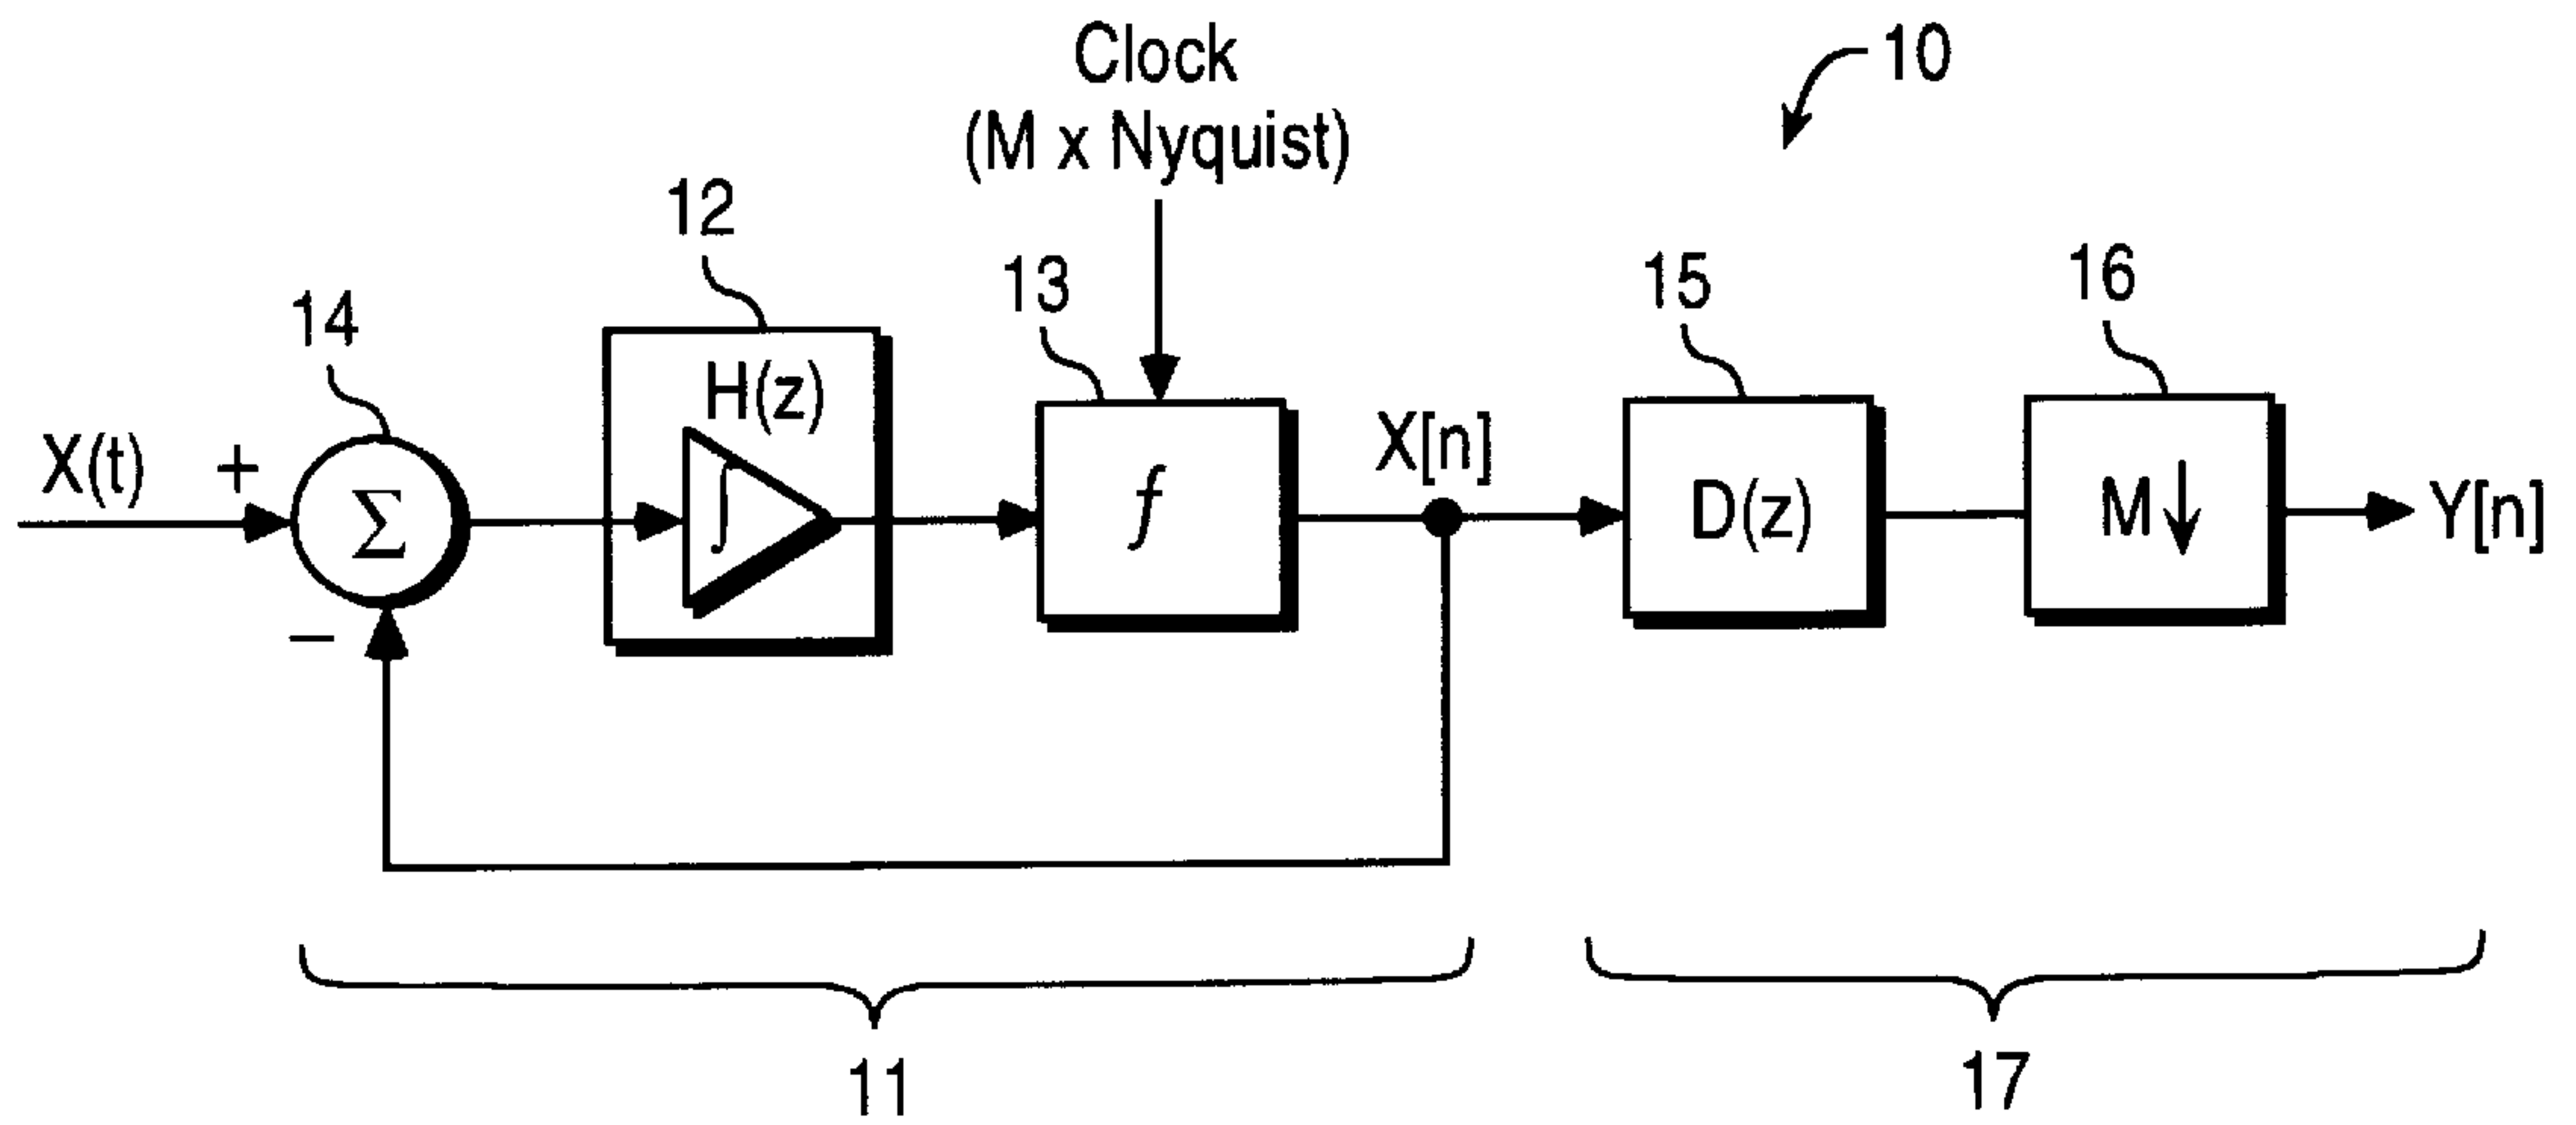 Clock
(M x Nyquist)
10
12
13
14
15
16
H(z)
X(t)
+
Σ
∫
f
X[n]
D(z)
M↓
Y[n]
−
11
17